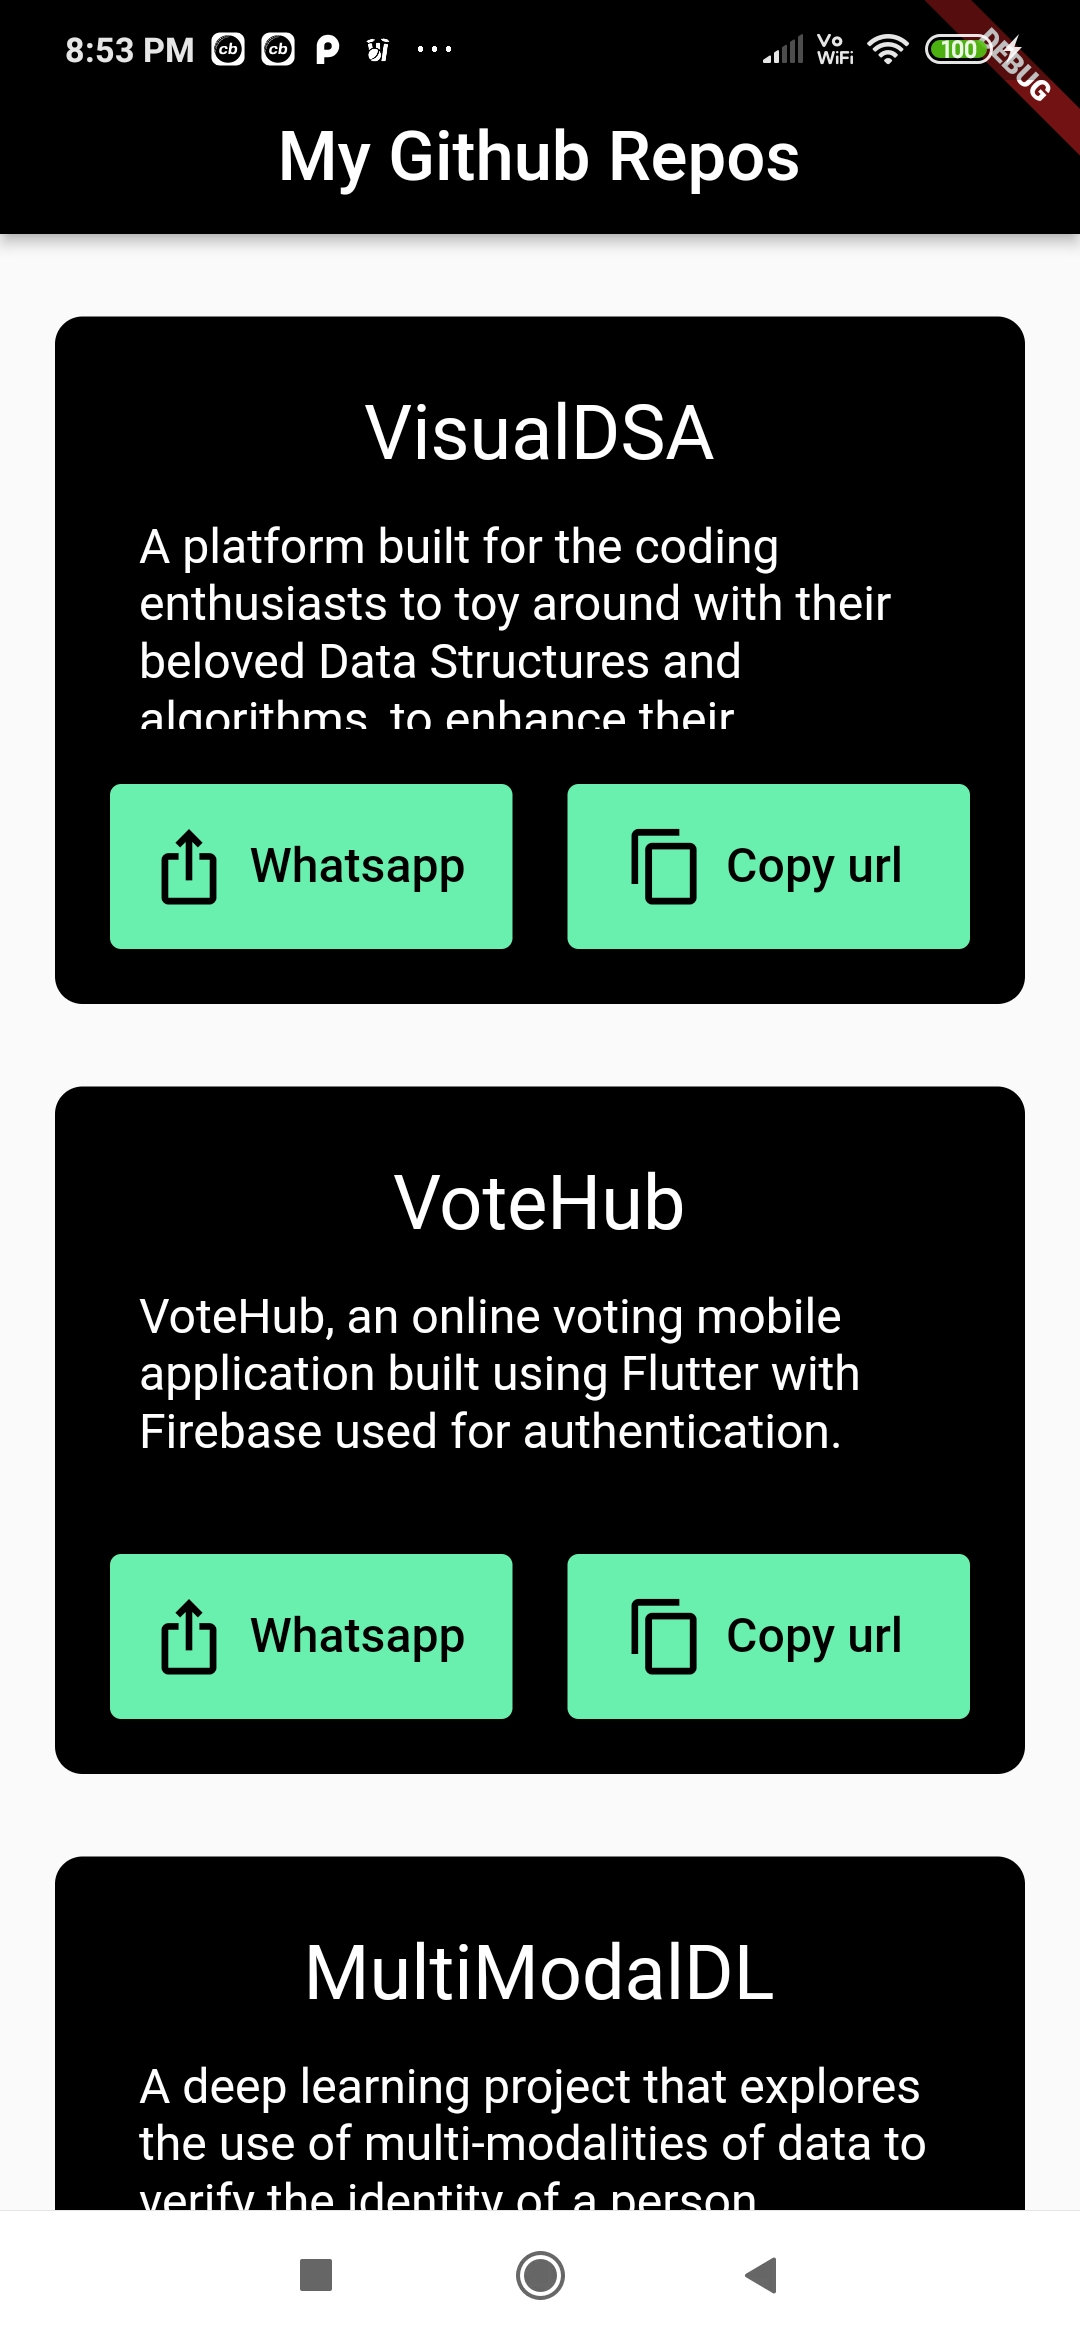 8:53 PM cb cb
Vo
WiFi
100
DEBUG
My Github Repos
VisualDSA
A platform built for the coding
enthusiasts to toy around with their
beloved Data Structures and
algorithms, to enhance their
Whatsapp
Copy url
VoteHub
VoteHub, an online voting mobile
application built using Flutter with
Firebase used for authentication.
Whatsapp
Copy url
MultiModalDL
A deep learning project that explores
the use of multi-modalities of data to
verify the identity of a person